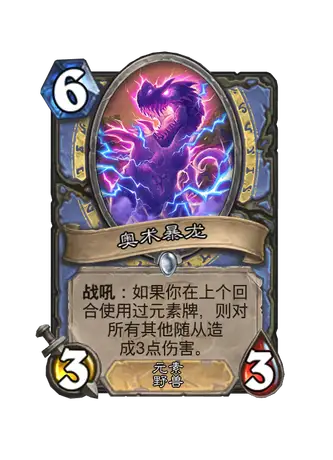 6
奥术暴龙
战吼：如果你在上个回
合使用过元素牌，则对
所有其他随从造
成3点伤害。
元素
野兽
3
3